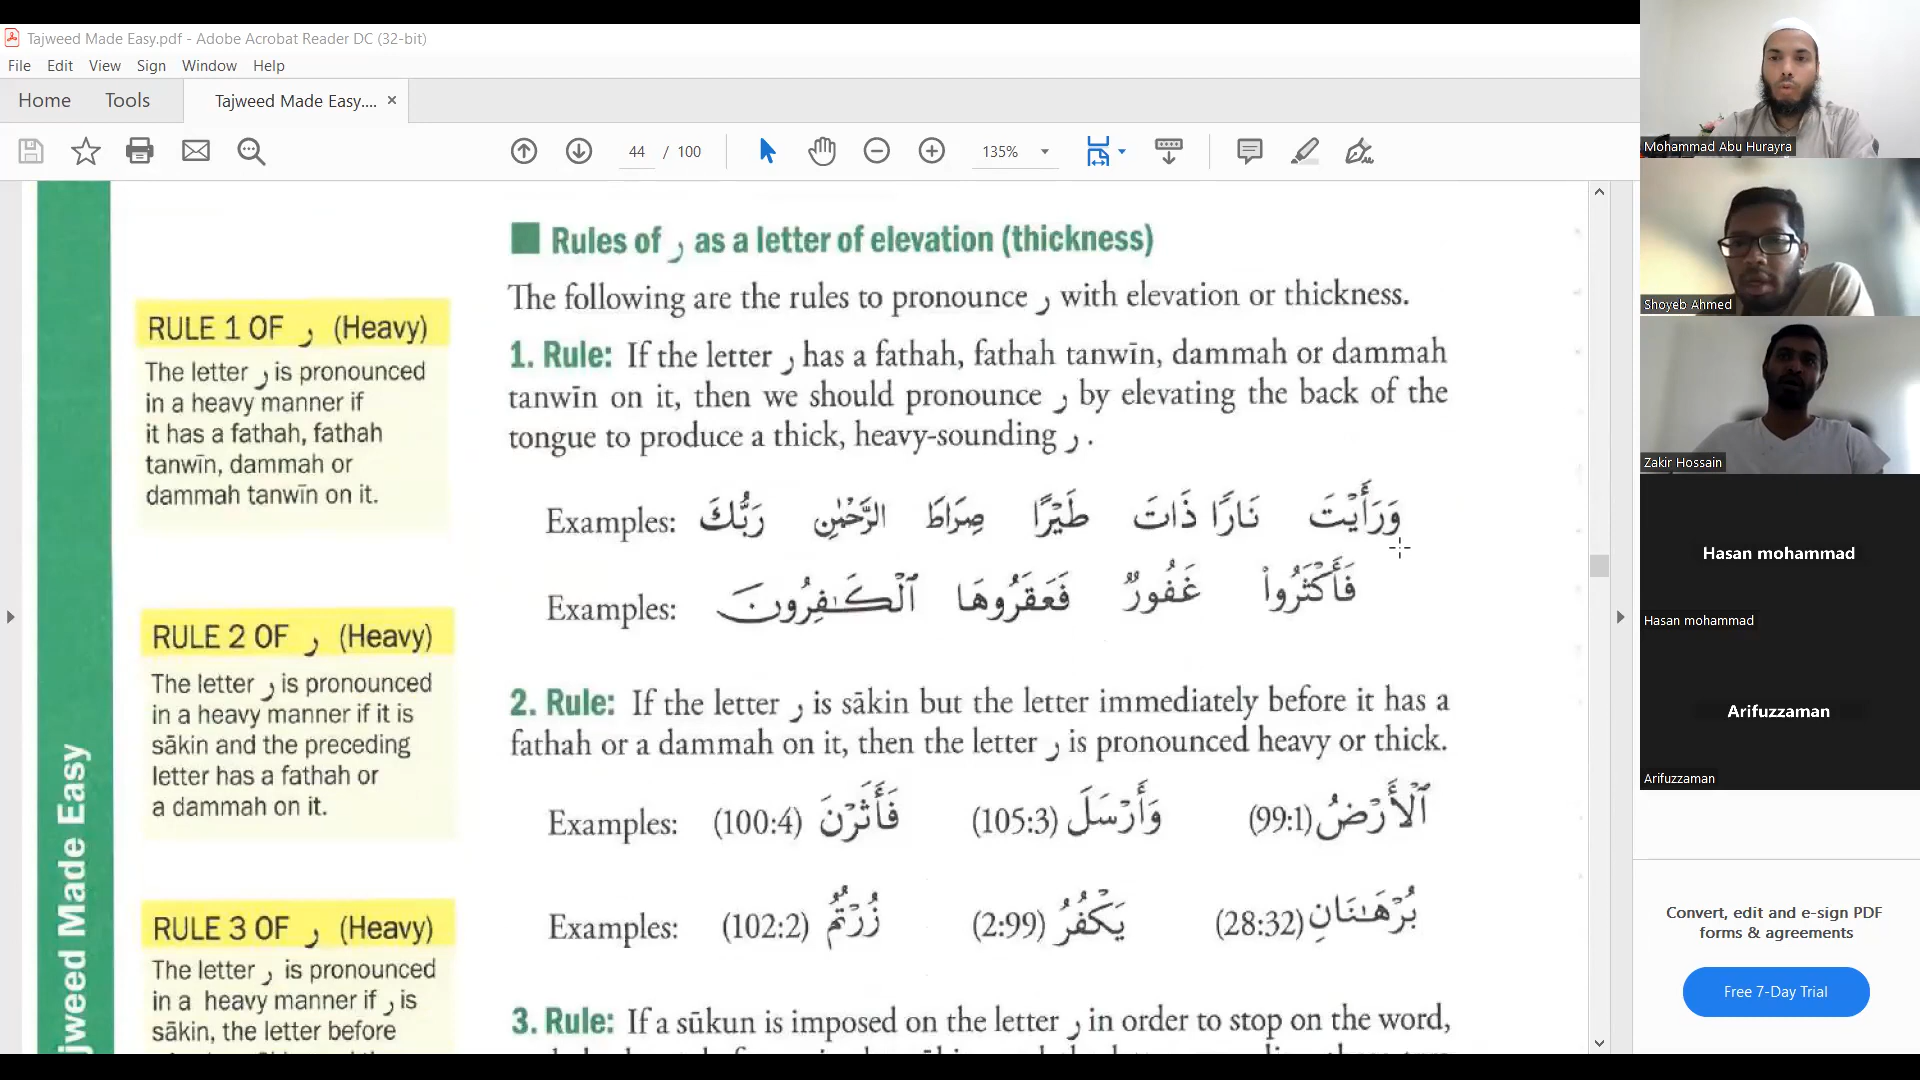 Tajweed Made Easy.pdf - Adobe Acrobat Reader DC (32-bit)
File Edit View Sign Window Help
Home Tools Tajweed Made Easy....
44 / 100 135%
Rules of ر as a letter of elevation (thickness)
The following are the rules to pronounce ر with elevation or thickness.
1. Rule: If the letter ر has a fathah, fathah tanwīn, dammah or dammah
tanwīn on it, then we should pronounce ر by elevating the back of the
tongue to produce a thick, heavy-sounding ر .
Examples: رَبُّكَ الرَّحْمٰنِ صِرَاطَ طَيْرًا نَارًا ذَاتَ وَرَأَيْتَ
Examples: ٱلْكَـٰفِرُونَ فَعَقَرُوهَا غَفُورٌ فَأَكْثَرُوا۟
2. Rule: If the letter ر is sākin but the letter immediately before it has a
fathah or a dammah on it, then the letter ر is pronounced heavy or thick.
Examples: (100:4) فَأَثَرْنَ (105:3) وَأَرْسَلَ (99:1) ٱلْأَرْضُ
Examples: (102:2) زُرْتُمُ (2:99) يَكْفُرُ (28:32) بُرْهَـٰنَانِ
3. Rule: If a sūkun is imposed on the letter ر in order to stop on the word,
RULE 1 OF ر (Heavy)
The letter ر is pronounced
in a heavy manner if
it has a fathah, fathah
tanwīn, dammah or
dammah tanwīn on it.
RULE 2 OF ر (Heavy)
The letter ر is pronounced
in a heavy manner if it is
sākin and the preceding
letter has a fathah or
a dammah on it.
RULE 3 OF ر (Heavy)
The letter ر is pronounced
in a heavy manner if ر is
sākin, the letter before
jweed Made Easy
Mohammad Abu Hurayra
Shoyeb Ahmed
Zakir Hossain
Hasan mohammad
Hasan mohammad
Arifuzzaman
Arifuzzaman
Convert, edit and e-sign PDF
forms & agreements
Free 7-Day Trial